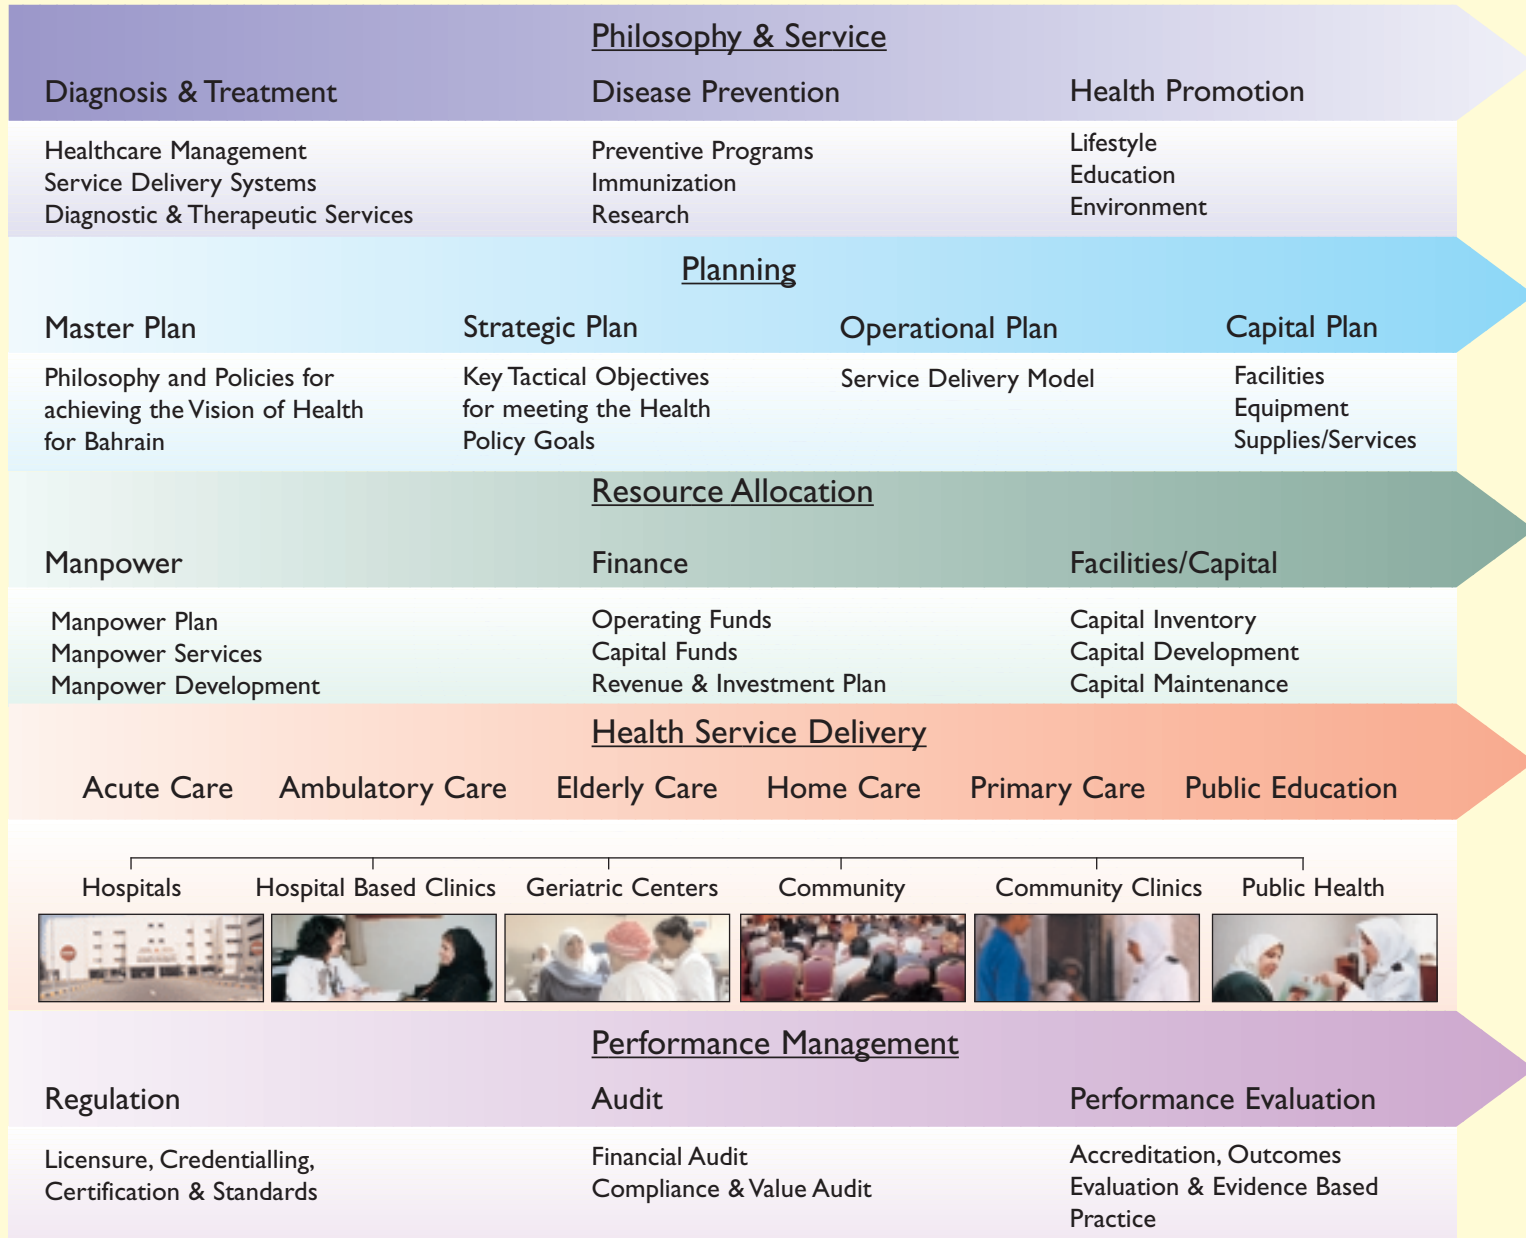 Philosophy & Service
Diagnosis & Treatment
Disease Prevention
Health Promotion
Healthcare Management
Service Delivery Systems
Diagnostic & Therapeutic Services
Preventive Programs
Immunization
Research
Lifestyle
Education
Environment
Planning
Master Plan
Strategic Plan
Operational Plan
Capital Plan
Philosophy and Policies for
achieving the Vision of Health
for Bahrain
Key Tactical Objectives
for meeting the Health
Policy Goals
Service Delivery Model
Facilities
Equipment
Supplies/Services
Resource Allocation
Manpower
Finance
Facilities/Capital
Manpower Plan
Manpower Services
Manpower Development
Operating Funds
Capital Funds
Revenue & Investment Plan
Capital Inventory
Capital Development
Capital Maintenance
Health Service Delivery
Acute Care
Ambulatory Care
Elderly Care
Home Care
Primary Care
Public Education
Hospitals
Hospital Based Clinics
Geriatric Centers
Community
Community Clinics
Public Health
Performance Management
Regulation
Audit
Performance Evaluation
Licensure, Credentialling,
Certification & Standards
Financial Audit
Compliance & Value Audit
Accreditation, Outcomes
Evaluation & Evidence Based
Practice